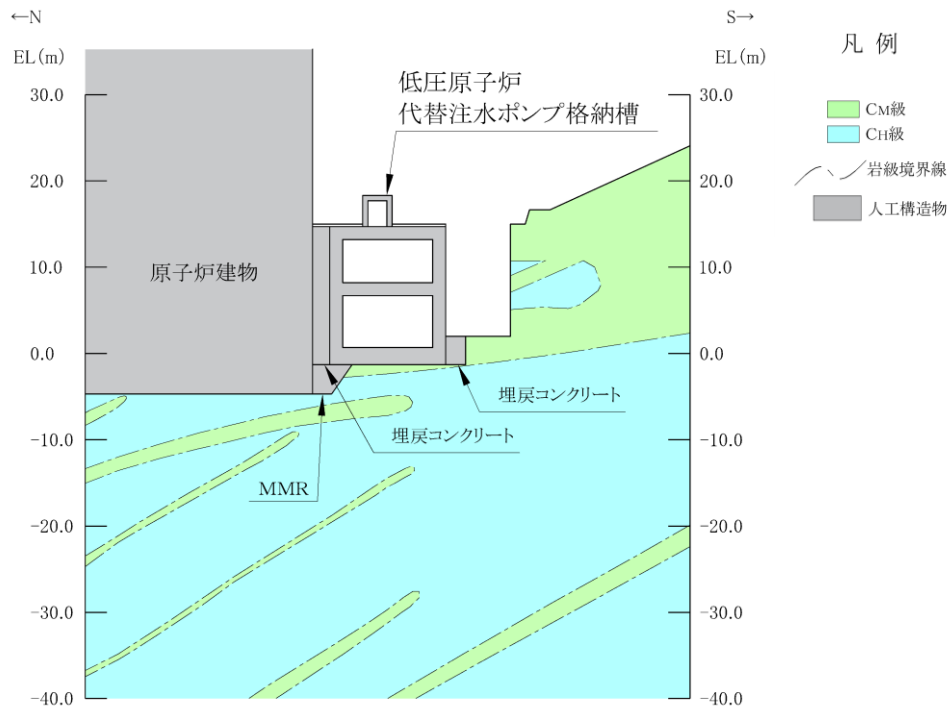 ←N
S→
EL(m)
EL(m)
凡 例
30.0
30.0
低圧原子炉
代替注水ポンプ格納槽
CM級
CH級
岩級境界線
人工構造物
20.0
20.0
原子炉建物
10.0
10.0
0.0
0.0
埋戻コンクリート
埋戻コンクリート
-10.0
-10.0
MMR
-20.0
-20.0
-30.0
-30.0
-40.0
-40.0